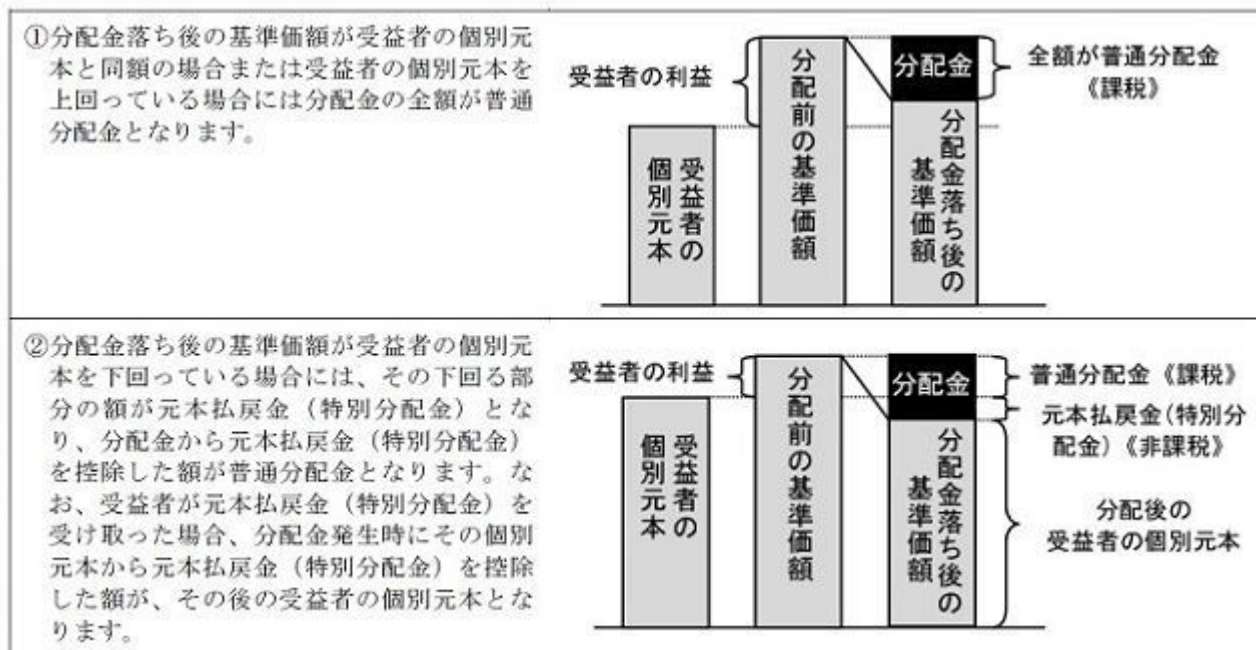 ①分配金落ち後の基準価額が受益者の個別元
本と同額の場合または受益者の個別元本を
上回っている場合には分配金の全額が普通
分配金となります。
受益者の利益
受益者の
個別元本
分配前の基準価額
分配金
分配金落ち後の
基準価額
全額が普通分配金
《課税》
②分配金落ち後の基準価額が受益者の個別元
本を下回っている場合には、その下回る部
分の額が元本払戻金（特別分配金）とな
り、分配金から元本払戻金（特別分配金）
を控除した額が普通分配金となります。な
お、受益者が元本払戻金（特別分配金）を
受け取った場合、分配金発生時にその個別
元本から元本払戻金（特別分配金）を控除
した額が、その後の受益者の個別元本とな
ります。
受益者の利益
受益者の
個別元本
分配前の基準価額
分配金
分配金落ち後の
基準価額
普通分配金《課税》
元本払戻金(特別分
配金)《非課税》
分配後の
受益者の個別元本